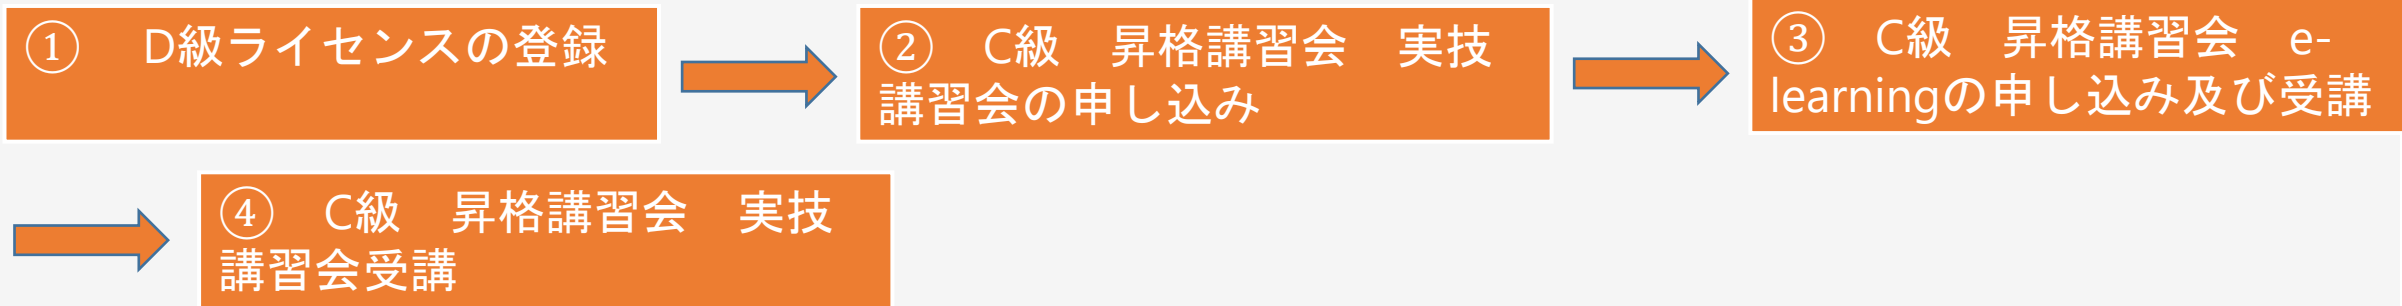 ① D級ライセンスの登録
② C級 昇格講習会 実技
講習会の申し込み
③ C級 昇格講習会 e-
learningの申し込み及び受講
④ C級 昇格講習会 実技
講習会受講